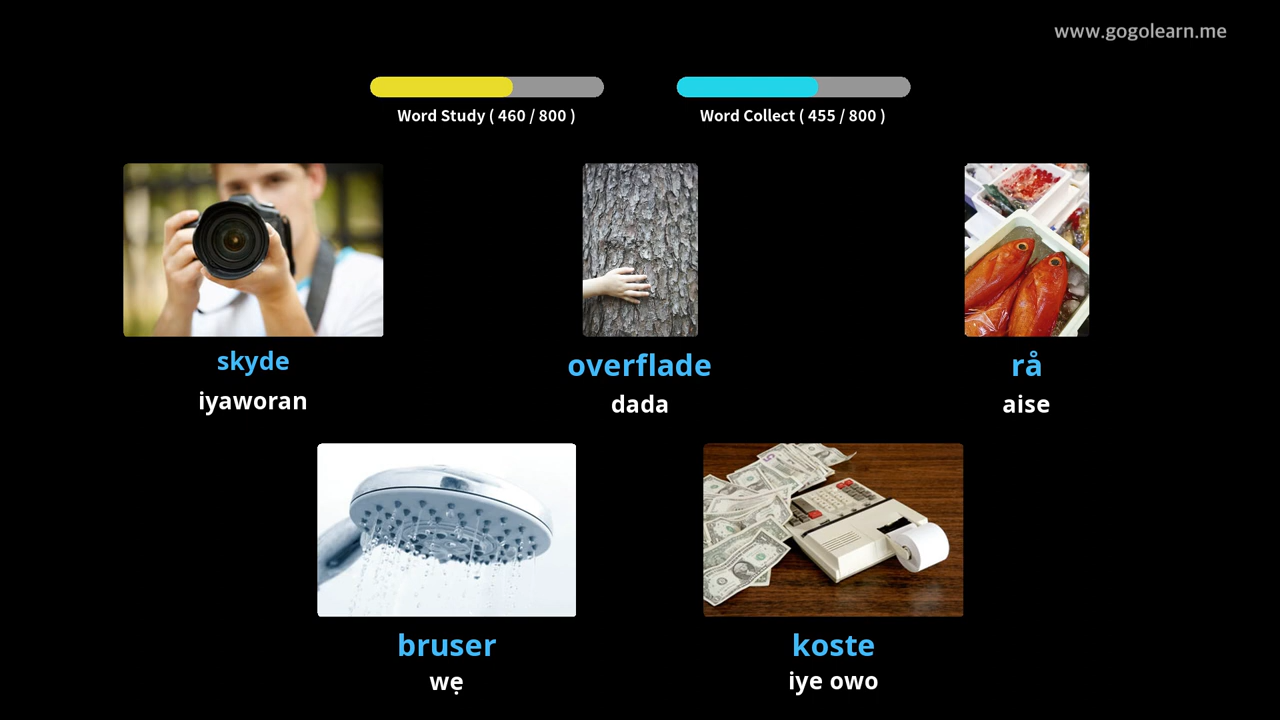 www.gogolearn.me
Word Study ( 460 / 800 )
Word Collect ( 455 / 800 )
skyde
iyaworan
overflade
dada
rå
aise
bruser
wẹ
koste
iye owo